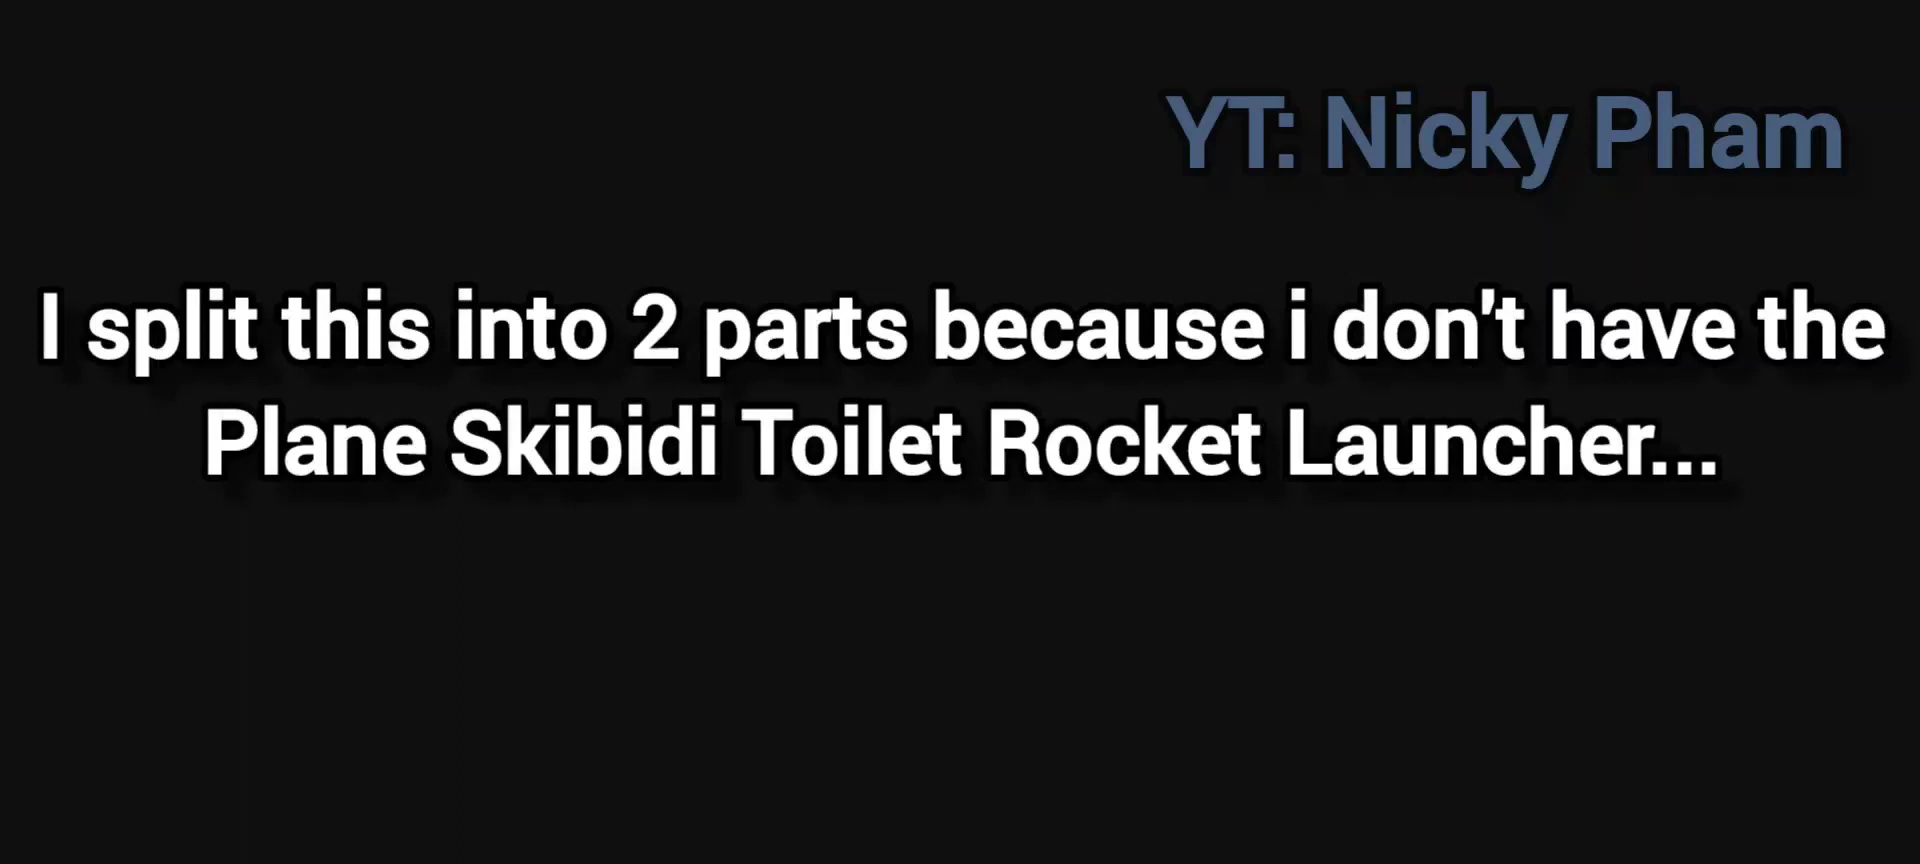 YT: Nicky Pham
I split this into 2 parts because i don't have the
Plane Skibidi Toilet Rocket Launcher...